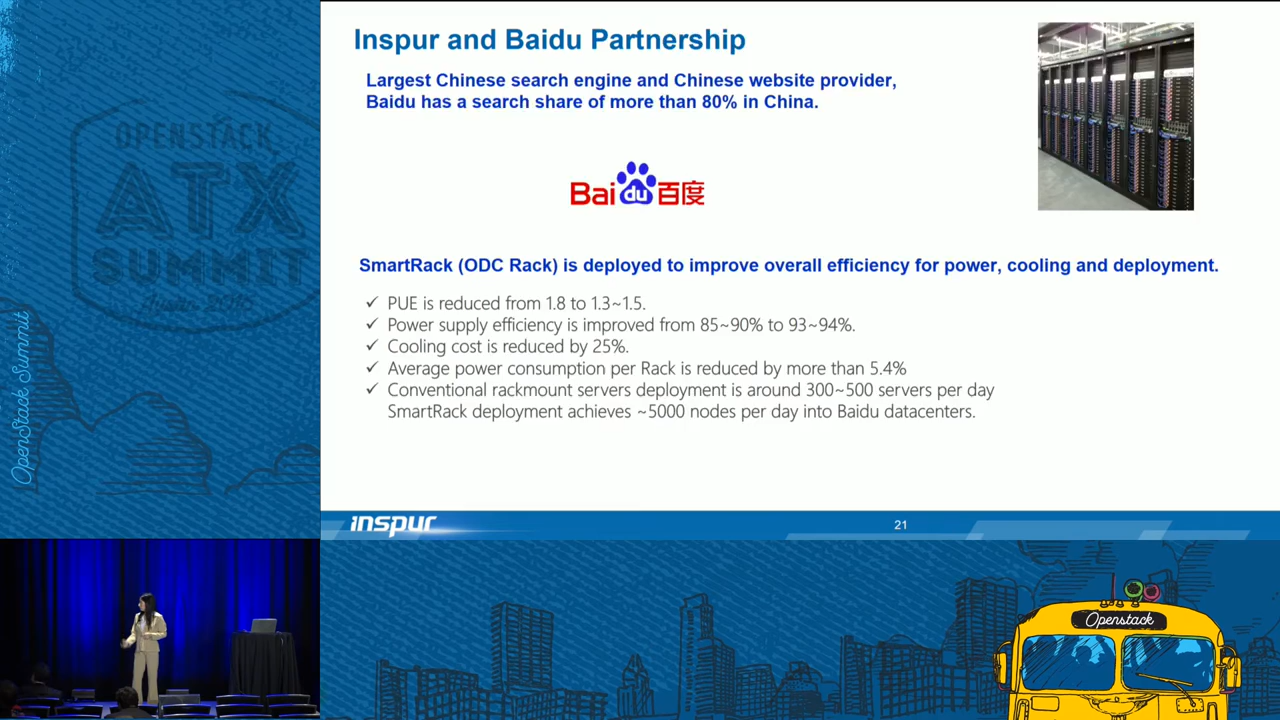 Inspur and Baidu Partnership
Largest Chinese search engine and Chinese website provider,
Baidu has a search share of more than 80% in China.
Bai du 百度
SmartRack (ODC Rack) is deployed to improve overall efficiency for power, cooling and deployment.
✓ PUE is reduced from 1.8 to 1.3~1.5.
✓ Power supply efficiency is improved from 85~90% to 93~94%.
✓ Cooling cost is reduced by 25%.
✓ Average power consumption per Rack is reduced by more than 5.4%
✓ Conventional rackmount servers deployment is around 300~500 servers per day
SmartRack deployment achieves ~5000 nodes per day into Baidu datacenters.
inspur
21
OPENSTACK
ATX
SUMMIT
Austin 2016
OpenStack Summit
Openstack